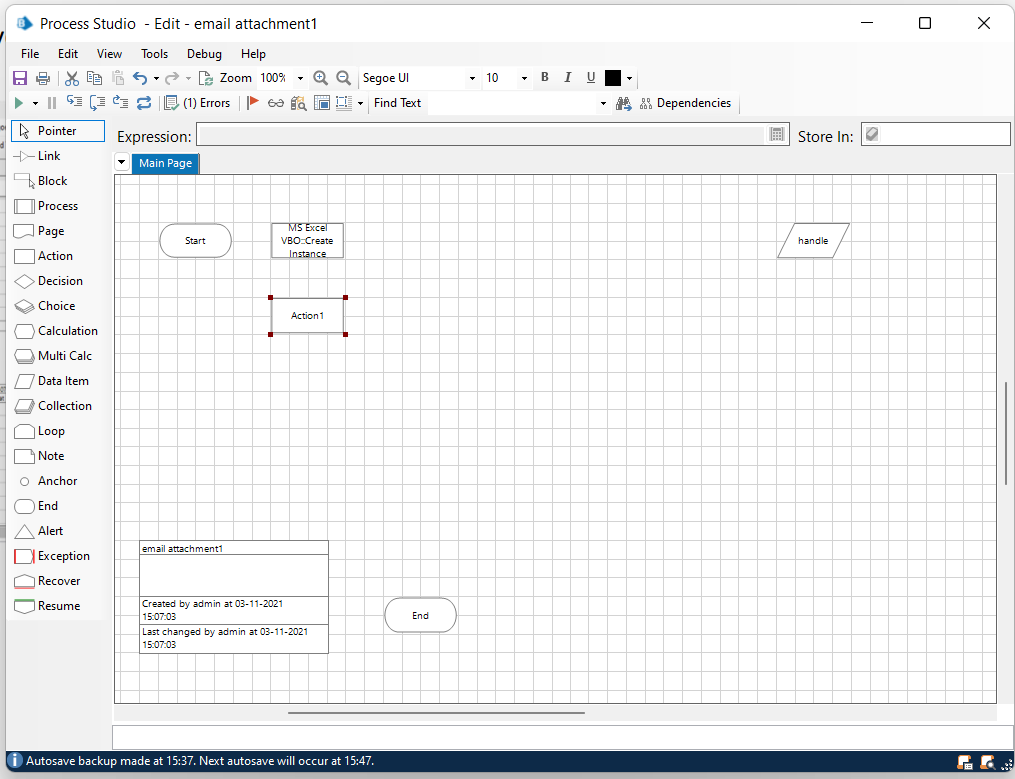 Process Studio - Edit - email attachment1
File Edit View Tools Debug Help
Zoom 100% Segoe UI 10 B I U
(1) Errors Find Text Dependencies
Pointer
Link
Block
Process
Page
Action
Decision
Choice
Calculation
Multi Calc
Data Item
Collection
Loop
Note
Anchor
End
Alert
Exception
Recover
Resume
Expression: Store In:
Main Page
Start
MS Excel
VBO::Create
Instance
handle
Action1
email attachment1
Created by admin at 03-11-2021
15:07:03
Last changed by admin at 03-11-2021
15:07:03
End
Autosave backup made at 15:37. Next autosave will occur at 15:47.